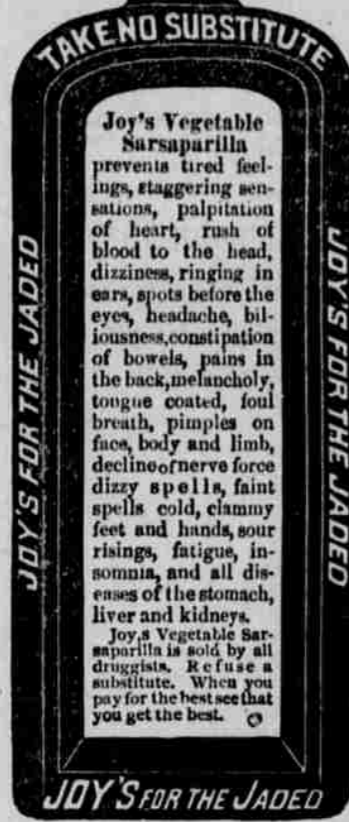 TAKE NO SUBSTITUTE
JOY'S FOR THE JADED
Joy's Vegetable
Sarsaparilla
prevents tired feel-
ings, staggering sen-
sations, palpitation
of heart, rush of
blood to the head,
dizziness, ringing in
ears, spots before the
eyes, headache, bil-
iousness, constipation
of bowels, pains in
the back, melancholy,
tongue coated, foul
breath, pimples on
face, body and limb,
decline of nerve force
dizzy spells, faint
spells cold, clammy
feet and hands, sour
risings, fatigue, in-
somnia, and all dis-
eases of the stomach,
liver and kidneys.
Joy,s Vegetable Sar-
saparilla is sold by all
druggists. Refuse a
substitute. When you
pay for the best see that
you get the best.
JOY'S FOR THE JADED
JOY'S FOR THE JADED